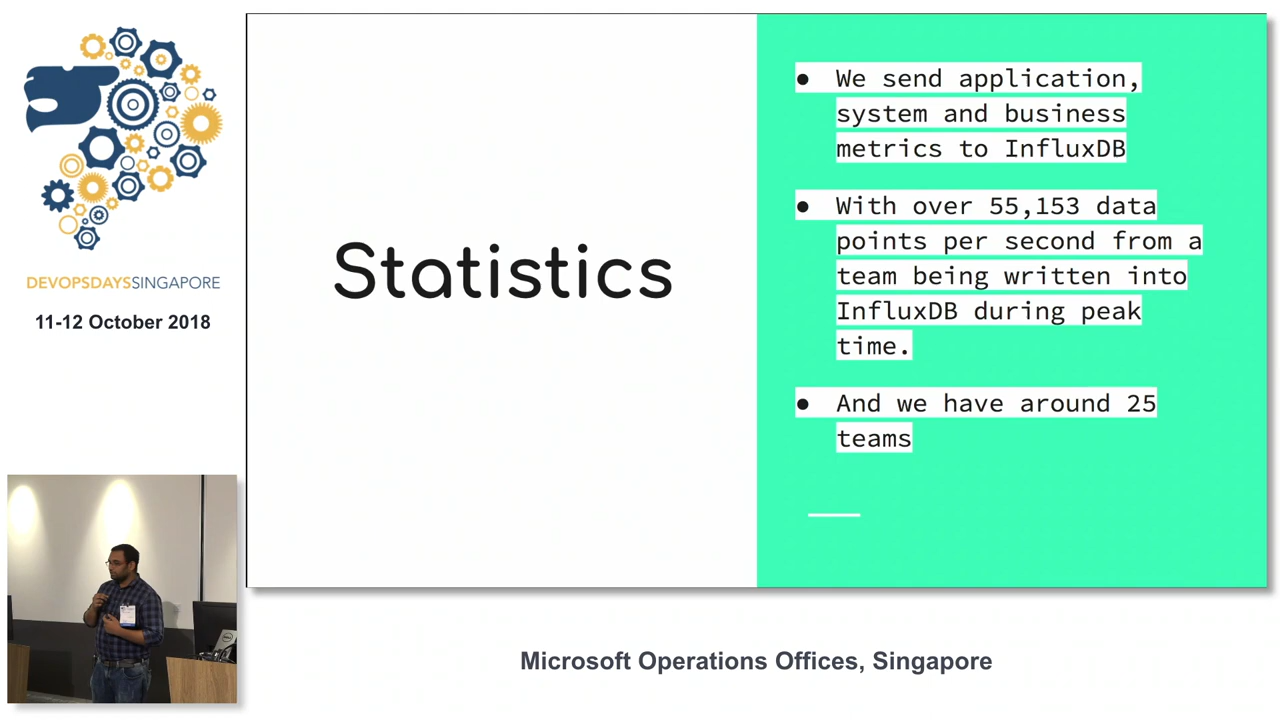 DEVOPSDAYSSINGAPORE
11-12 October 2018
Statistics
● We send application,
system and business
metrics to InfluxDB
● With over 55,153 data
points per second from a
team being written into
InfluxDB during peak
time.
● And we have around 25
teams
Microsoft Operations Offices, Singapore